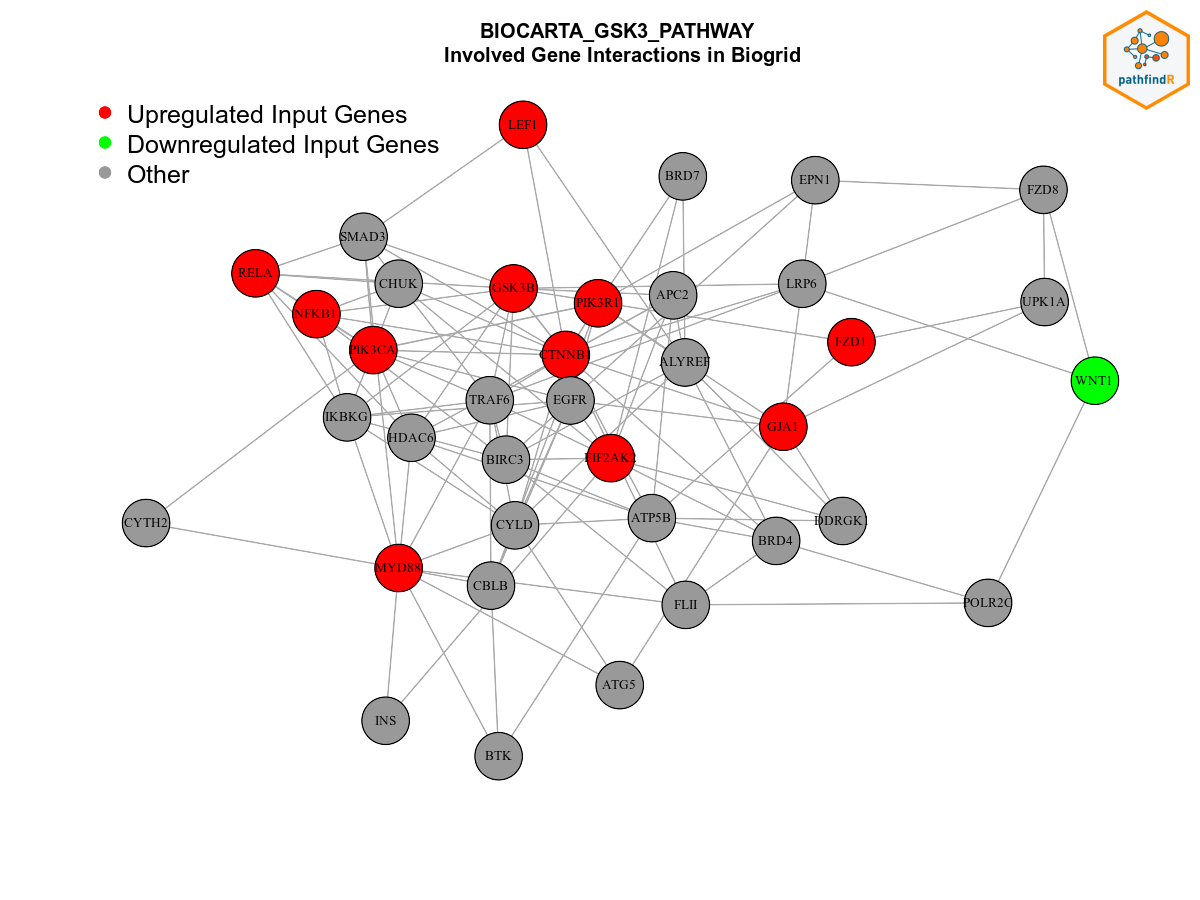 BIOCARTA_GSK3_PATHWAY
Involved Gene Interactions in Biogrid
pathfindR
Upregulated Input Genes
Downregulated Input Genes
Other
LEF1
BRD7
EPN1
FZD8
SMAD3
RELA
CHUK
GSK3B
PIK3R1
APC2
LRP6
UPK1A
NFKB1
PIK3CA
CTNNB1
ALYREF
FZD1
WNT1
IKBKG
TRAF6
EGFR
GJA1
HDAC6
BIRC3
EIF2AK2
CYTH2
CYLD
ATP5B
BRD4
DDRGK1
MYD88
CBLB
FLII
POLR2C
ATG5
INS
BTK